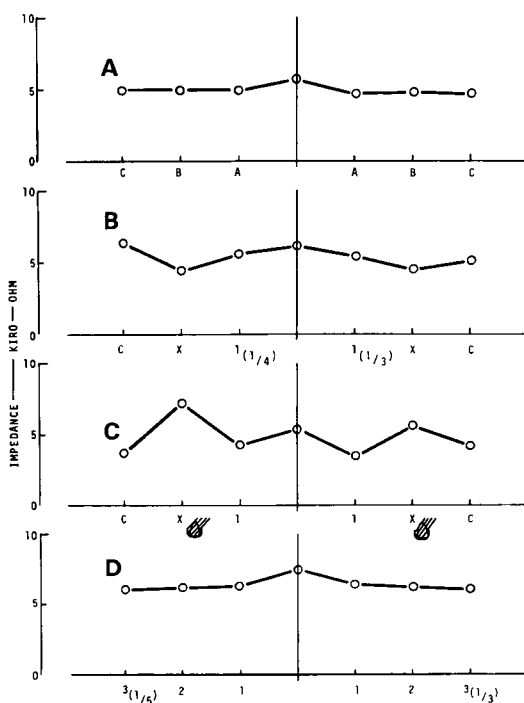 10
A
5
0
C B A A B C
10
B
5
0
C X 1(1/4) 1(1/3) X C
10
C
5
0
C X 1 1 X C
10
D
5
0
3(1/5) 2 1 1 2 3(1/3)
IMPEDANCE — KIRO — OHM